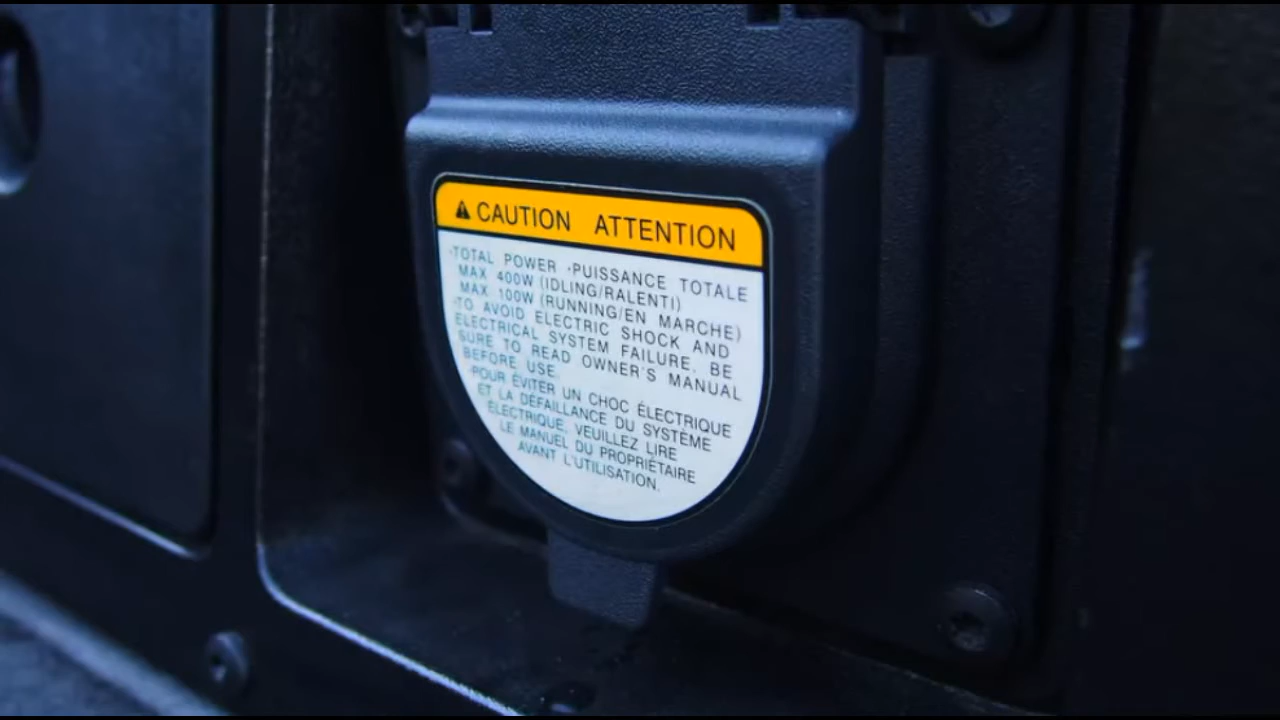 CAUTION ATTENTION
·TOTAL POWER ·PUISSANCE TOTALE
MAX 400W (IDLING/RALENTI)
MAX 100W (RUNNING/EN MARCHE)
·TO AVOID ELECTRIC SHOCK AND
ELECTRICAL SYSTEM FAILURE, BE
SURE TO READ OWNER'S MANUAL
BEFORE USE.
·POUR ÉVITER UN CHOC ÉLECTRIQUE
ET LA DÉFAILLANCE DU SYSTÈME
ÉLECTRIQUE, VEUILLEZ LIRE
LE MANUEL DU PROPRIÉTAIRE
AVANT L'UTILISATION.